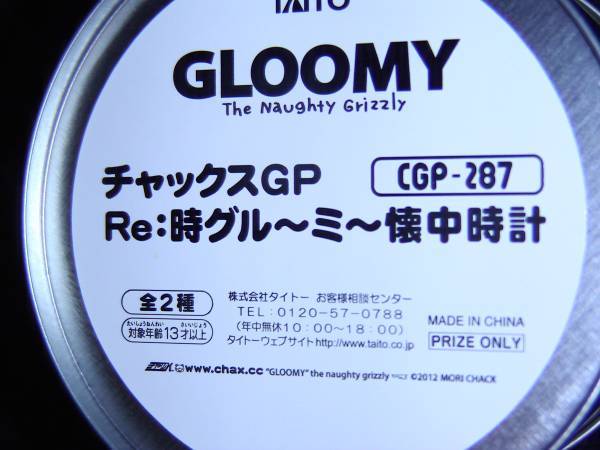 TAITO
GLOOMY
The Naughty Grizzly
チャックスGP
CGP-287
Re:時グル～ミ～懐中時計
全2種
たいしょうねんれい さいいじょう
対象年齢13才以上
株式会社タイトー お客様相談センター
TEL:0120-57-0788
(年中無休10:00～18:00)
タイトーウェブサイトhttp://www.taito.co.jp
MADE IN CHINA
PRIZE ONLY
www.chax.cc "GLOOMY" the naughty grizzly ©2012 MORI CHACK